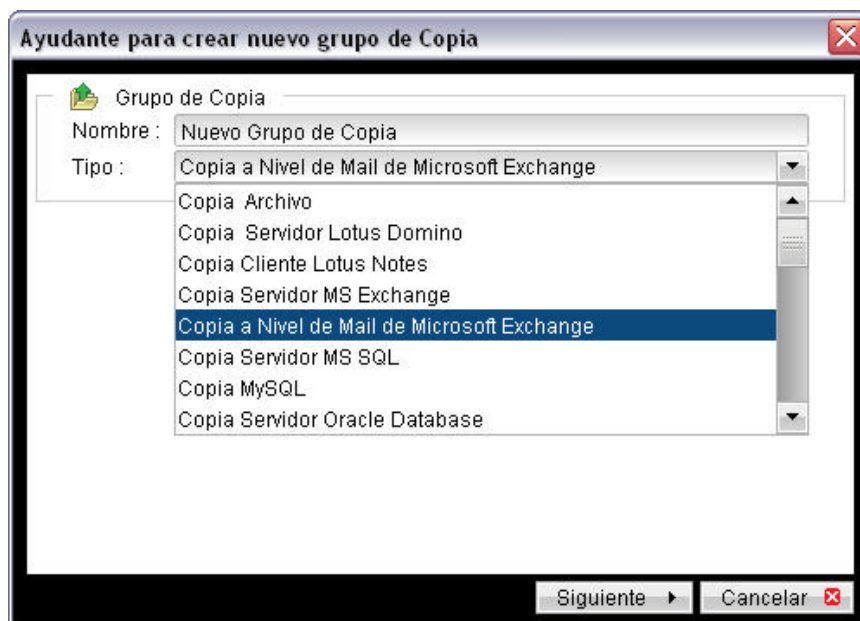 Ayudante para crear nuevo grupo de Copia
Grupo de Copia
Nombre : Nuevo Grupo de Copia
Tipo : Copia a Nivel de Mail de Microsoft Exchange
Copia Archivo
Copia Servidor Lotus Domino
Copia Cliente Lotus Notes
Copia Servidor MS Exchange
Copia a Nivel de Mail de Microsoft Exchange
Copia Servidor MS SQL
Copia MySQL
Copia Servidor Oracle Database
Siguiente Cancelar